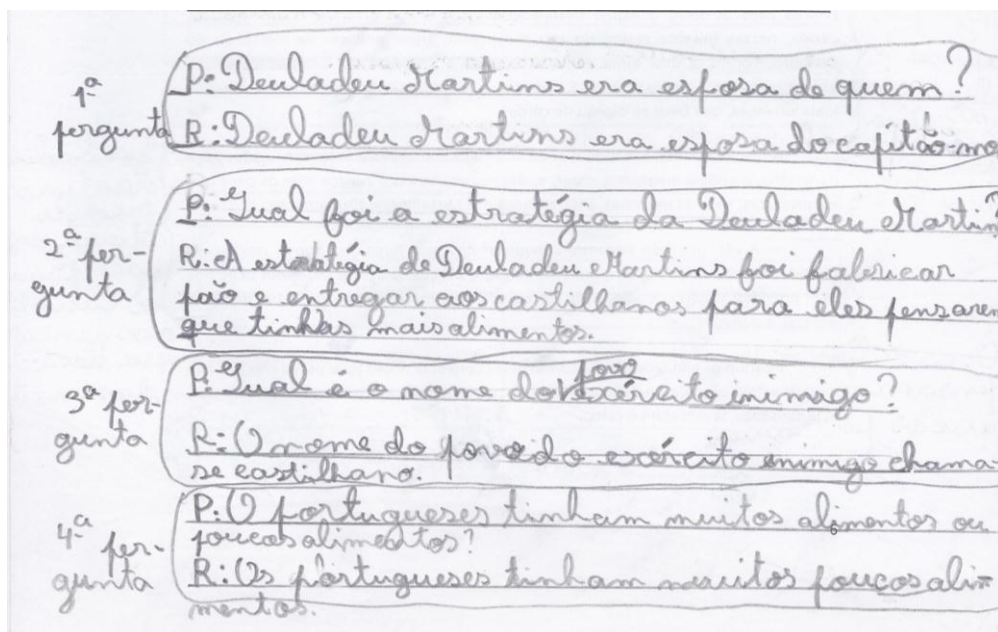 1ª
pergunta
P: Deuladeu Martins era esposa de quem?
R: Deuladeu Martins era esposa do capitão-mo
2ª per-
gunta
P: Qual foi a estratégia da Deuladeu Martins?
R: A estratégia de Deuladeu Martins foi fabricar
pão e entregar aos castilhanos para eles pensarem
que tinhas mais alimentos.
3ª per-
gunta
povo
P: Qual é o nome do exército inimigo?
R: O nome do povo do exército inimigo chama-
se castilhano.
4ª per-
gunta
P: O portugueses tinham muitos alimentos ou
poucos alimentos?
R: Os portugueses tinham muitos poucos ali-
mentos.